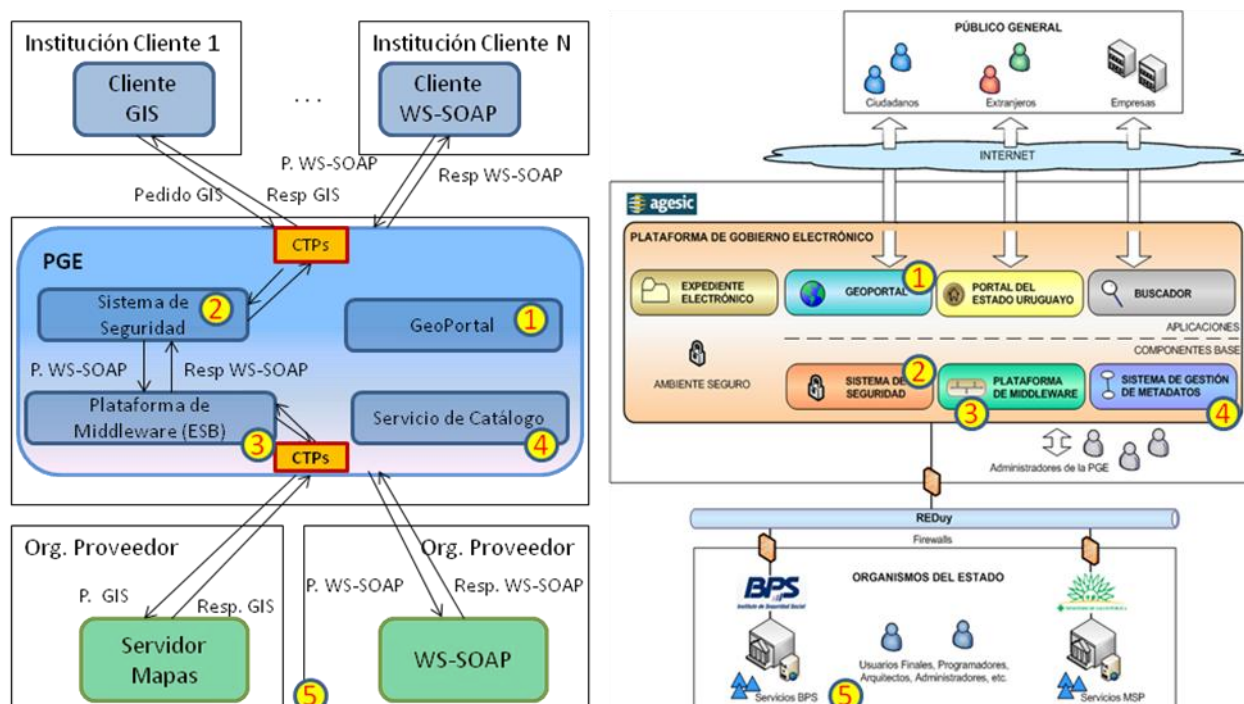 Institución Cliente 1
Cliente
GIS
...
Institución Cliente N
Cliente
WS-SOAP
P. WS-SOAP
Resp WS-SOAP
Pedido GIS
Resp GIS
CTPs
PGE
Sistema de
Seguridad
2
GeoPortal
1
P. WS-SOAP
Resp WS-SOAP
Plataforma de
Middleware (ESB)
3
Servicio de Catálogo
4
CTPs
Org. Proveedor
P. GIS
Resp. GIS
Servidor
Mapas
Org. Proveedor
P. WS-SOAP
Resp. WS-SOAP
WS-SOAP
5
PÚBLICO GENERAL
Ciudadanos
Extranjeros
Empresas
INTERNET
agesic
PLATAFORMA DE GOBIERNO ELECTRÓNICO
EXPEDIENTE
ELECTRÓNICO
GEOPORTAL
1
PORTAL DEL
ESTADO URUGUAYO
BUSCADOR
APLICACIONES
COMPONENTES BASE
AMBIENTE SEGURO
SISTEMA DE
SEGURIDAD
2
PLATAFORMA
DE MIDDLEWARE
3
SISTEMA DE GESTIÓN
DE METADATOS
4
Administradores de la PGE
REDuy
Firewalls
ORGANISMOS DEL ESTADO
BPS
Instituto de Seguridad Social
Usuarios Finales, Programadores,
Arquitectos, Administradores, etc.
Servicios BPS
5
Servicios MSP